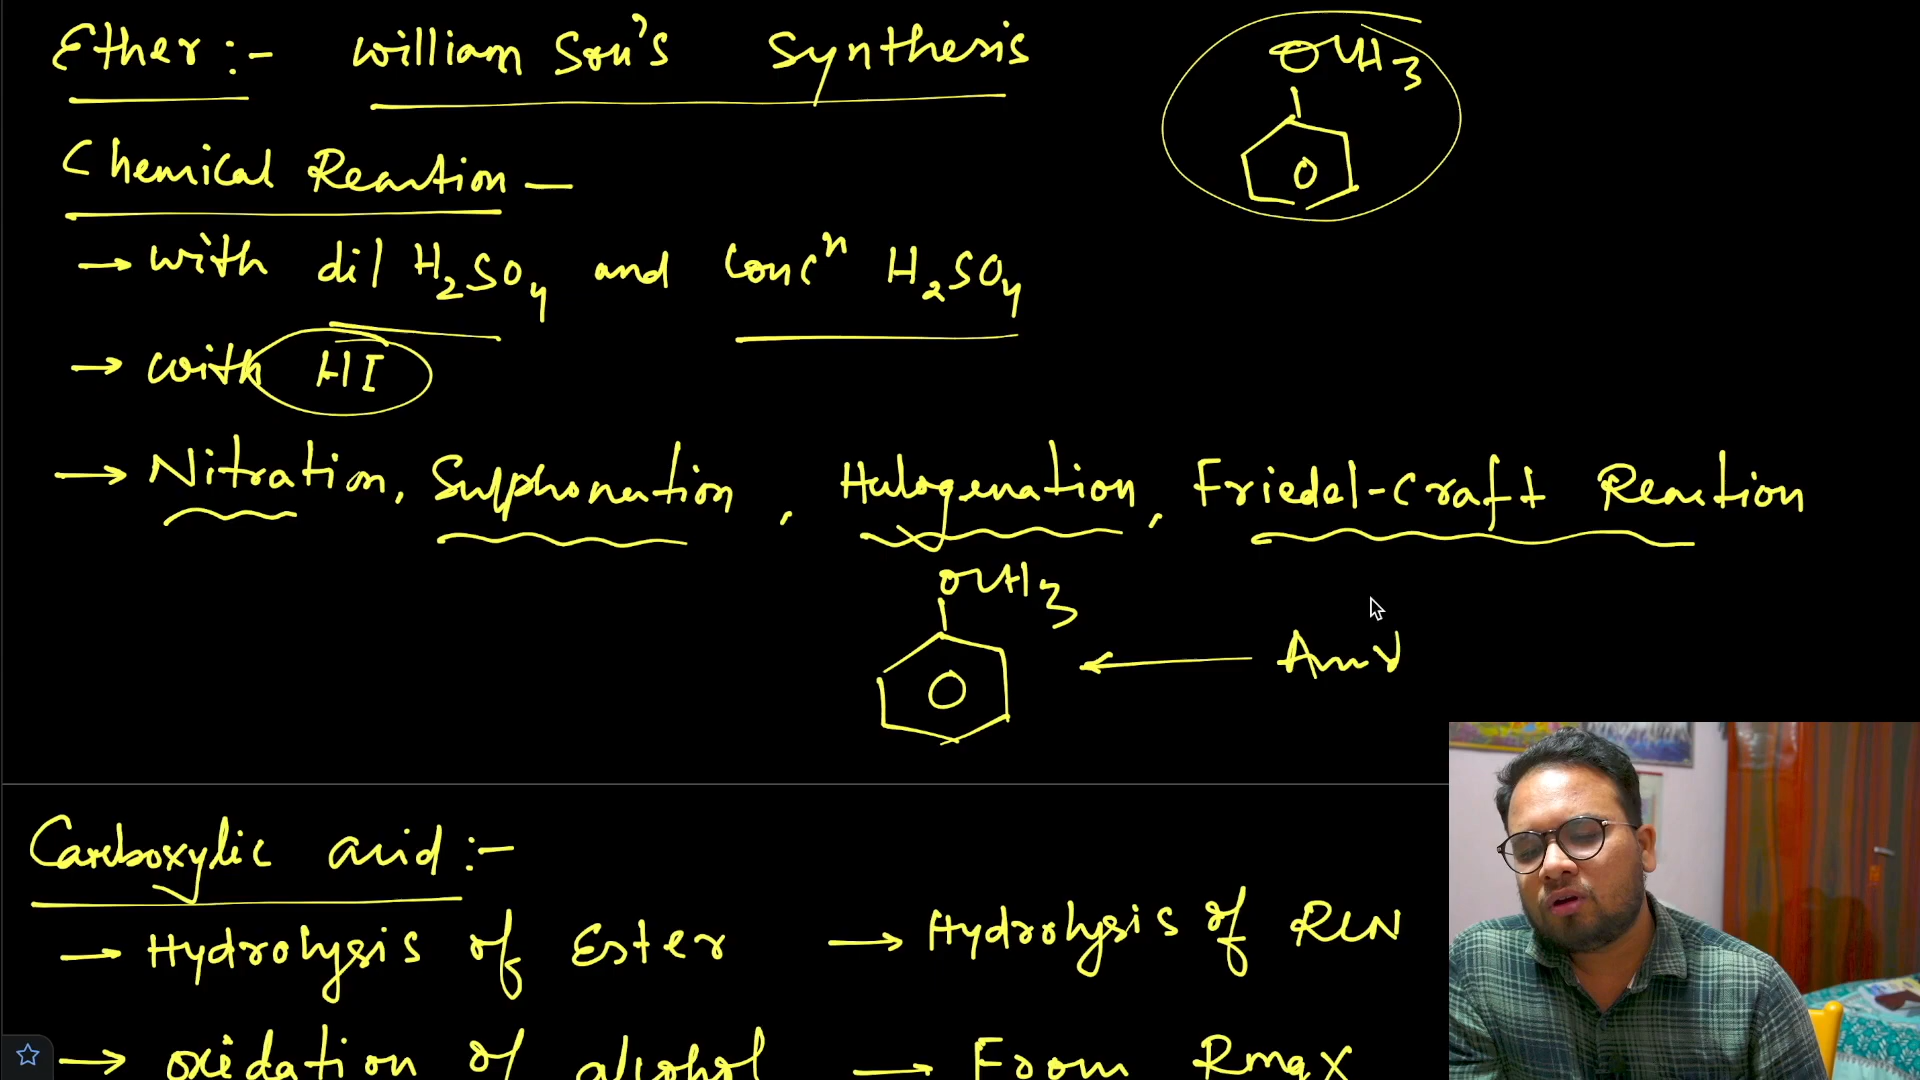 Ether :- william Son's Synthesis
OCH3
Chemical Reaction —
→ with dil H2SO4 and concn H2SO4
→ with HI
→ Nitration, Sulphonation, Halogenation, Friedel-Craft Reaction
OCH3
Carboxylic acid :-
→ Hydrolysis of Ester → Hydrolysis of RCN
→ oxidation of alcohol → From RMgX